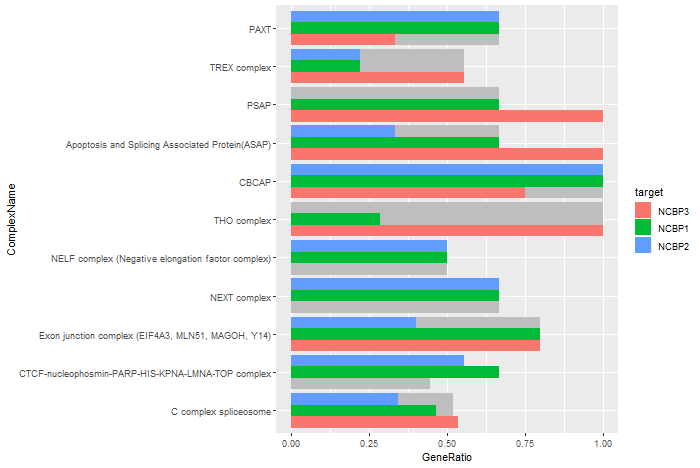 PAXT
TREX complex
PSAP
Apoptosis and Splicing Associated Protein(ASAP)
CBCAP
THO complex
NELF complex (Negative elongation factor complex)
NEXT complex
Exon junction complex (EIF4A3, MLN51, MAGOH, Y14)
CTCF-nucleophosmin-PARP-HIS-KPNA-LMNA-TOP complex
C complex spliceosome
ComplexName
0.00 0.25 0.50 0.75 1.00
GeneRatio
target
NCBP3
NCBP1
NCBP2